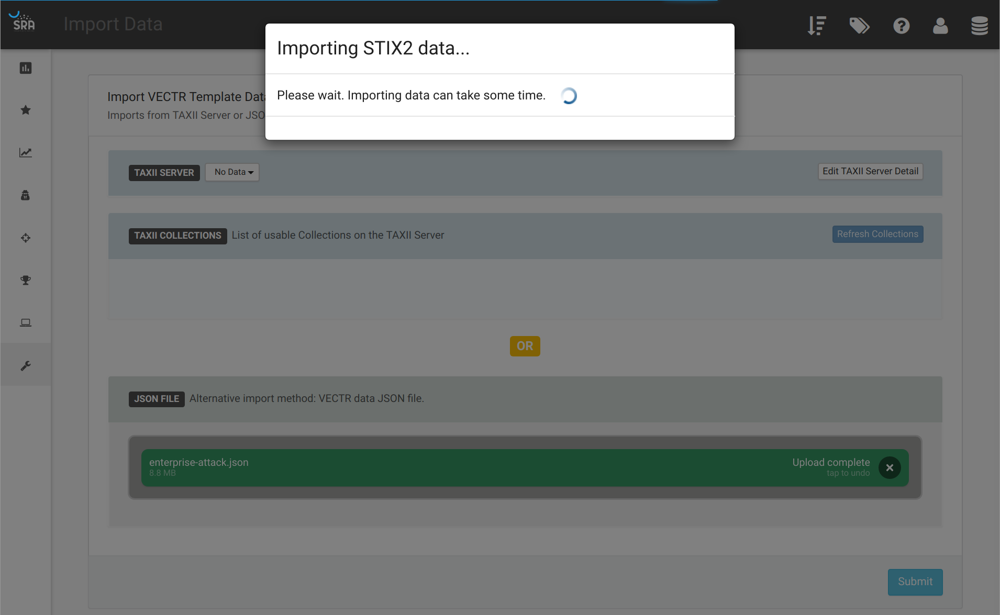 SRA
Import Data
Importing STIX2 data...
Please wait. Importing data can take some time.
Import VECTR Template Data
Imports from TAXII Server or JSO
TAXII SERVER
No Data
Edit TAXII Server Detail
TAXII COLLECTIONS
List of usable Collections on the TAXII Server
Refresh Collections
OR
JSON FILE
Alternative import method: VECTR data JSON file.
enterprise-attack.json
8.8 MB
Upload complete
tap to undo
Submit